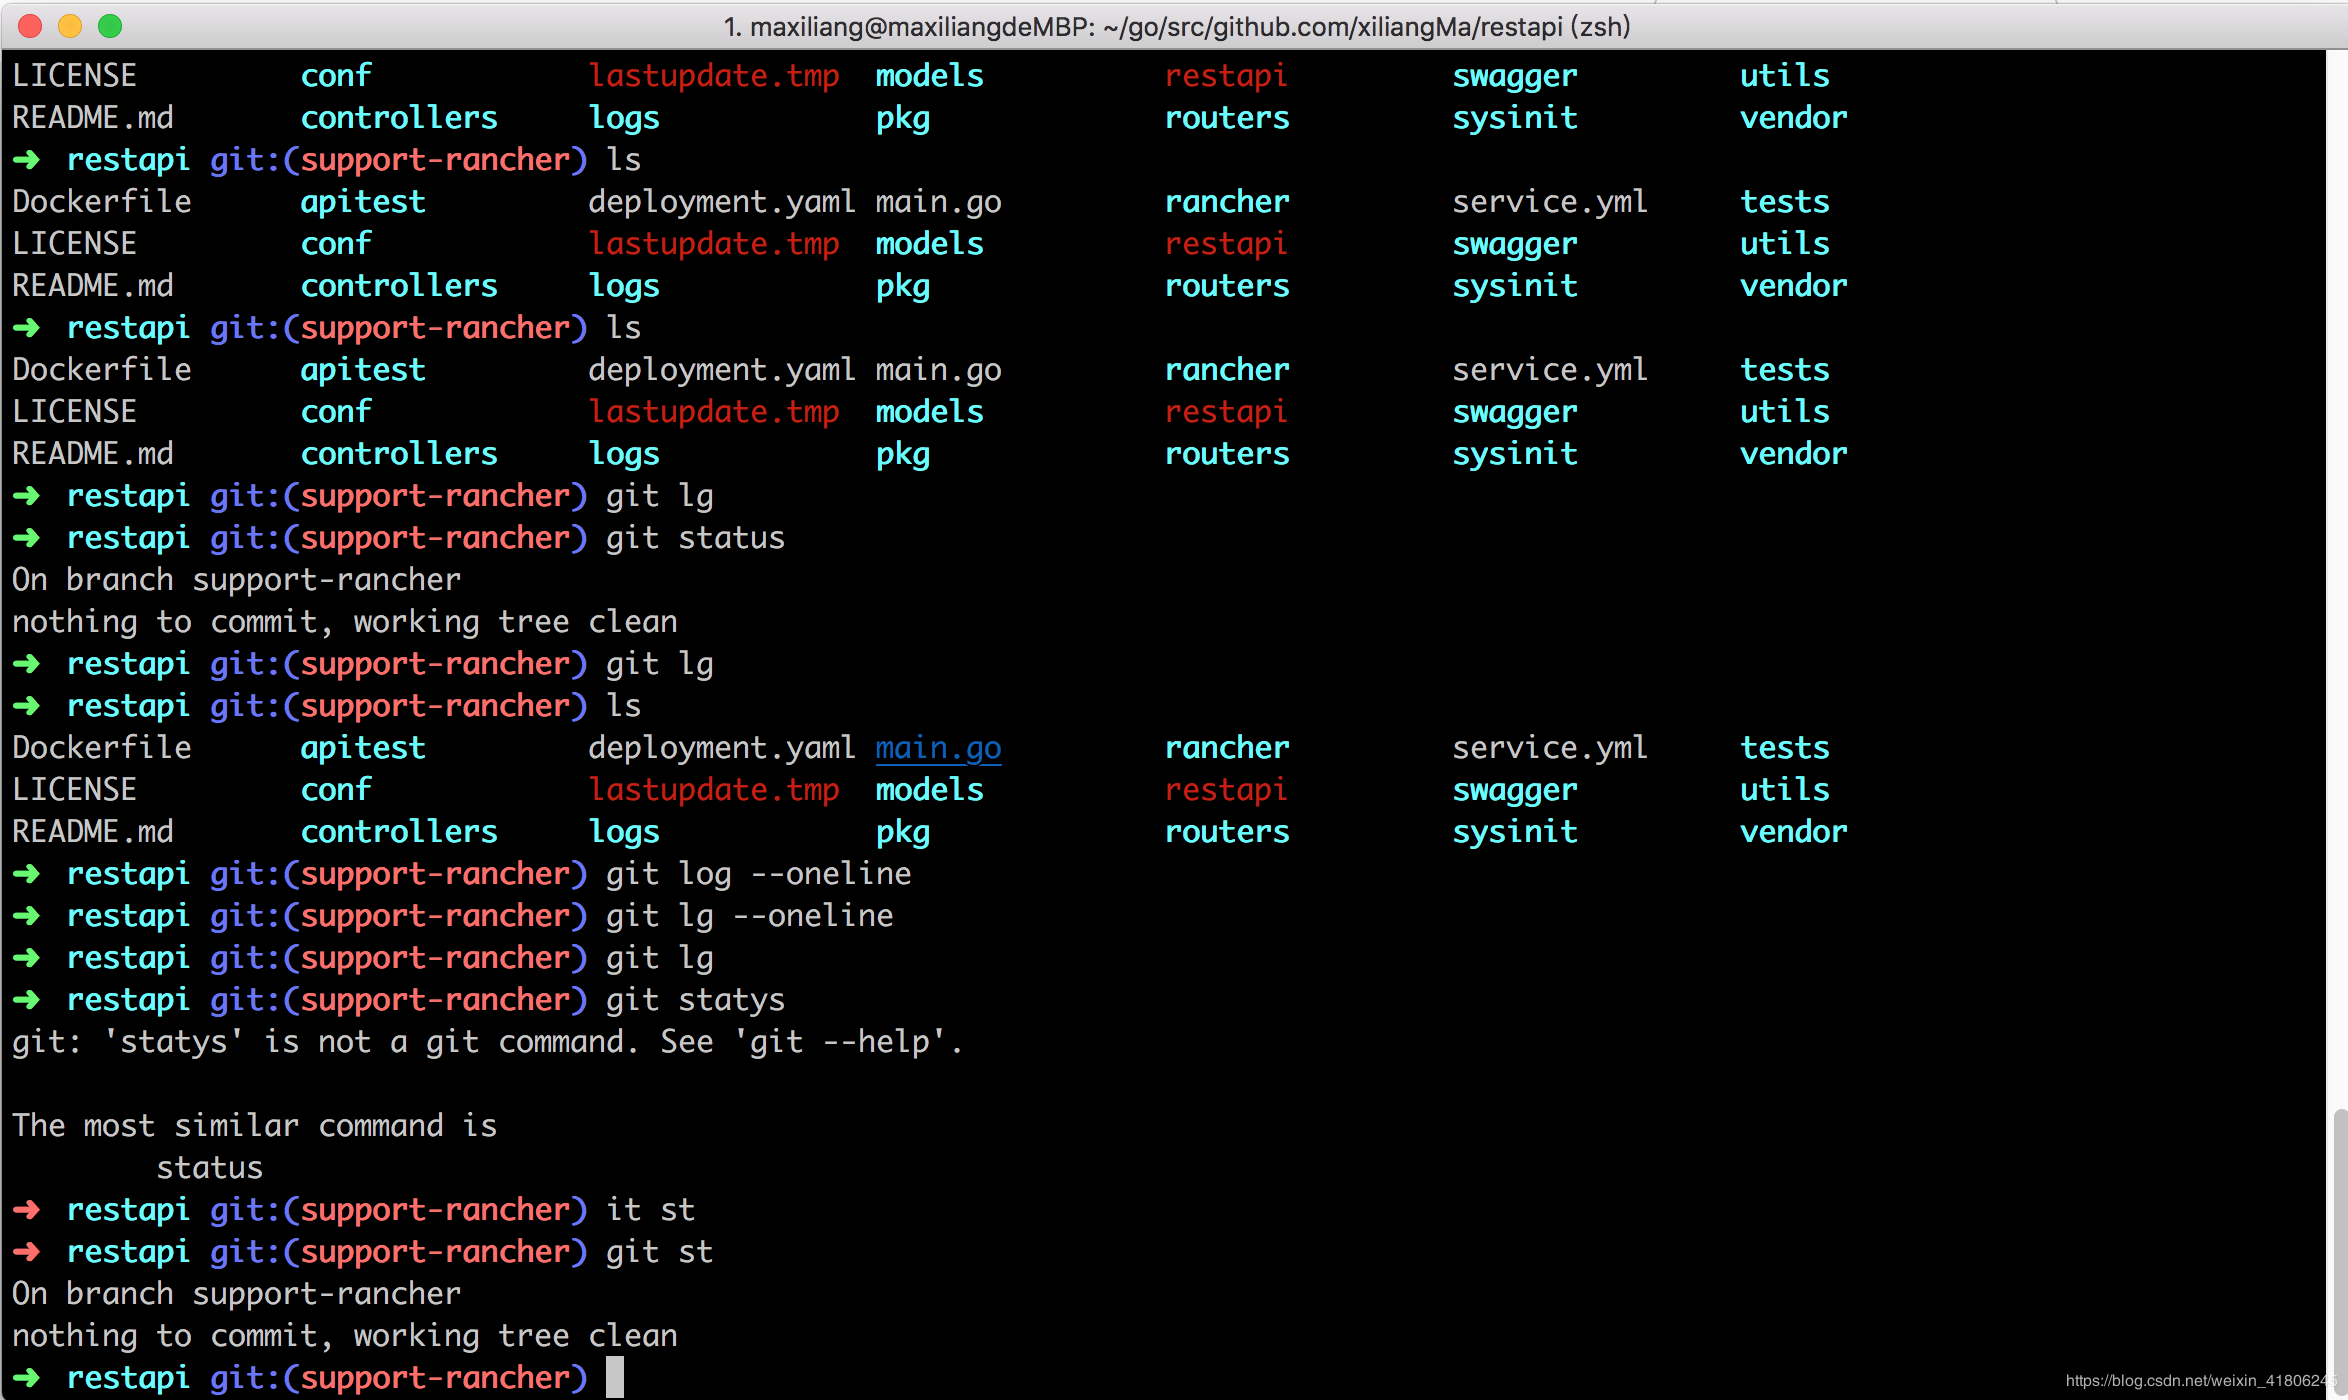 1. maxiliang@maxiliangdeMBP: ~/go/src/github.com/xiliangMa/restapi (zsh)
LICENSE conf lastupdate.tmp models restapi swagger utils
README.md controllers logs pkg routers sysinit vendor
➜ restapi git:(support-rancher) ls
Dockerfile apitest deployment.yaml main.go rancher service.yml tests
LICENSE conf lastupdate.tmp models restapi swagger utils
README.md controllers logs pkg routers sysinit vendor
➜ restapi git:(support-rancher) ls
Dockerfile apitest deployment.yaml main.go rancher service.yml tests
LICENSE conf lastupdate.tmp models restapi swagger utils
README.md controllers logs pkg routers sysinit vendor
➜ restapi git:(support-rancher) git lg
➜ restapi git:(support-rancher) git status
On branch support-rancher
nothing to commit, working tree clean
➜ restapi git:(support-rancher) git lg
➜ restapi git:(support-rancher) ls
Dockerfile apitest deployment.yaml main.go rancher service.yml tests
LICENSE conf lastupdate.tmp models restapi swagger utils
README.md controllers logs pkg routers sysinit vendor
➜ restapi git:(support-rancher) git log --oneline
➜ restapi git:(support-rancher) git lg --oneline
➜ restapi git:(support-rancher) git lg
➜ restapi git:(support-rancher) git statys
git: 'statys' is not a git command. See 'git --help'.
The most similar command is
status
➜ restapi git:(support-rancher) it st
➜ restapi git:(support-rancher) git st
On branch support-rancher
nothing to commit, working tree clean
➜ restapi git:(support-rancher)
https://blog.csdn.net/weixin_41806245